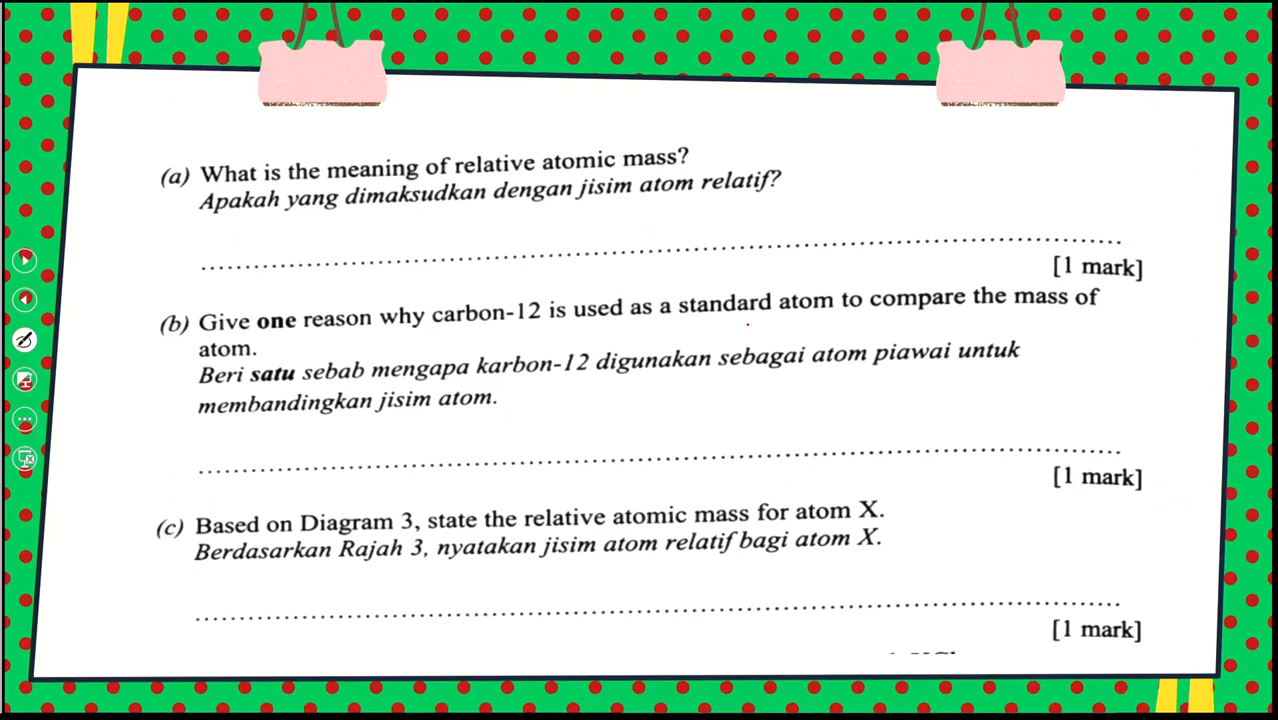 (a) What is the meaning of relative atomic mass?
Apakah yang dimaksudkan dengan jisim atom relatif?
........................................................................................................................
[1 mark]
(b) Give one reason why carbon-12 is used as a standard atom to compare the mass of
atom.
Beri satu sebab mengapa karbon-12 digunakan sebagai atom piawai untuk
membandingkan jisim atom.
........................................................................................................................
[1 mark]
(c) Based on Diagram 3, state the relative atomic mass for atom X.
Berdasarkan Rajah 3, nyatakan jisim atom relatif bagi atom X.
........................................................................................................................
[1 mark]